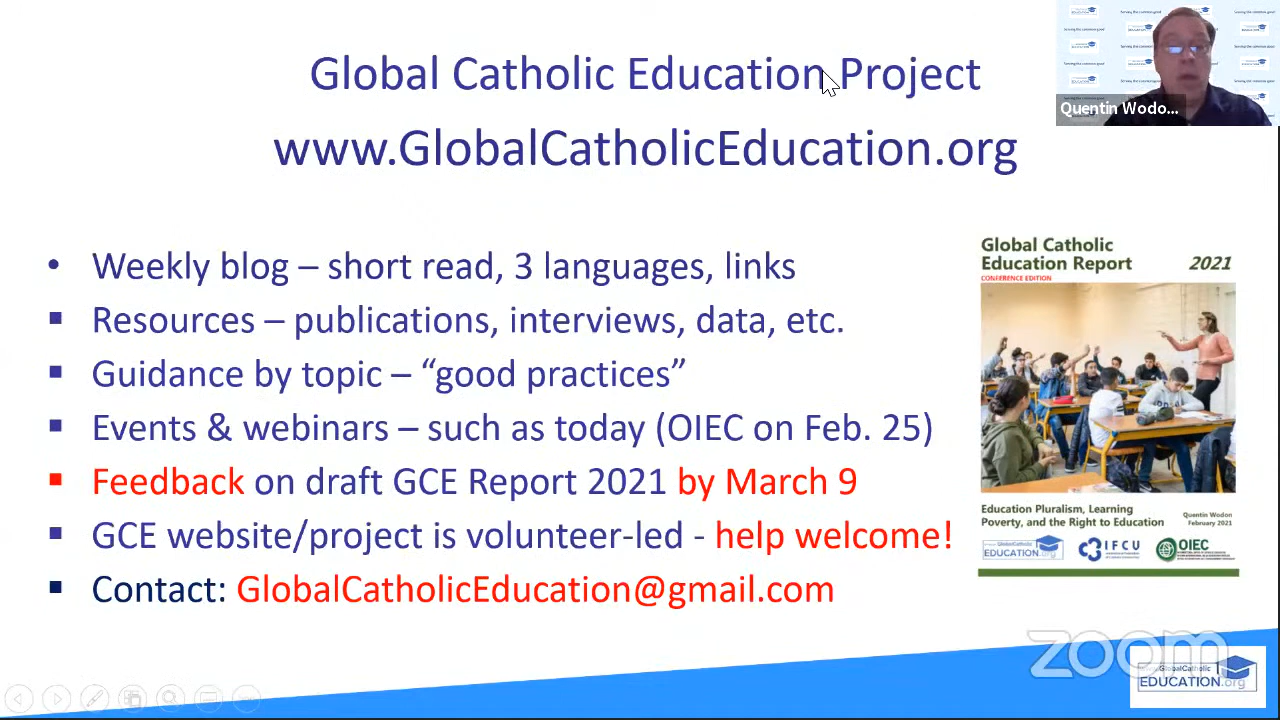 Global Catholic Education Project
www.GlobalCatholicEducation.org
Quentin Wodo...
• Weekly blog – short read, 3 languages, links
▪ Resources – publications, interviews, data, etc.
▪ Guidance by topic – “good practices”
▪ Events & webinars – such as today (OIEC on Feb. 25)
▪ Feedback on draft GCE Report 2021 by March 9
▪ GCE website/project is volunteer-led - help welcome!
▪ Contact: GlobalCatholicEducation@gmail.com
Global Catholic
Education Report 2021
CONFERENCE EDITION
Education Pluralism, Learning
Poverty, and the Right to Education
Quentin Wodon
February 2021
EDUCATION.org
IFCU
OIEC
zoom
GlobalCatholic
EDUCATION.org